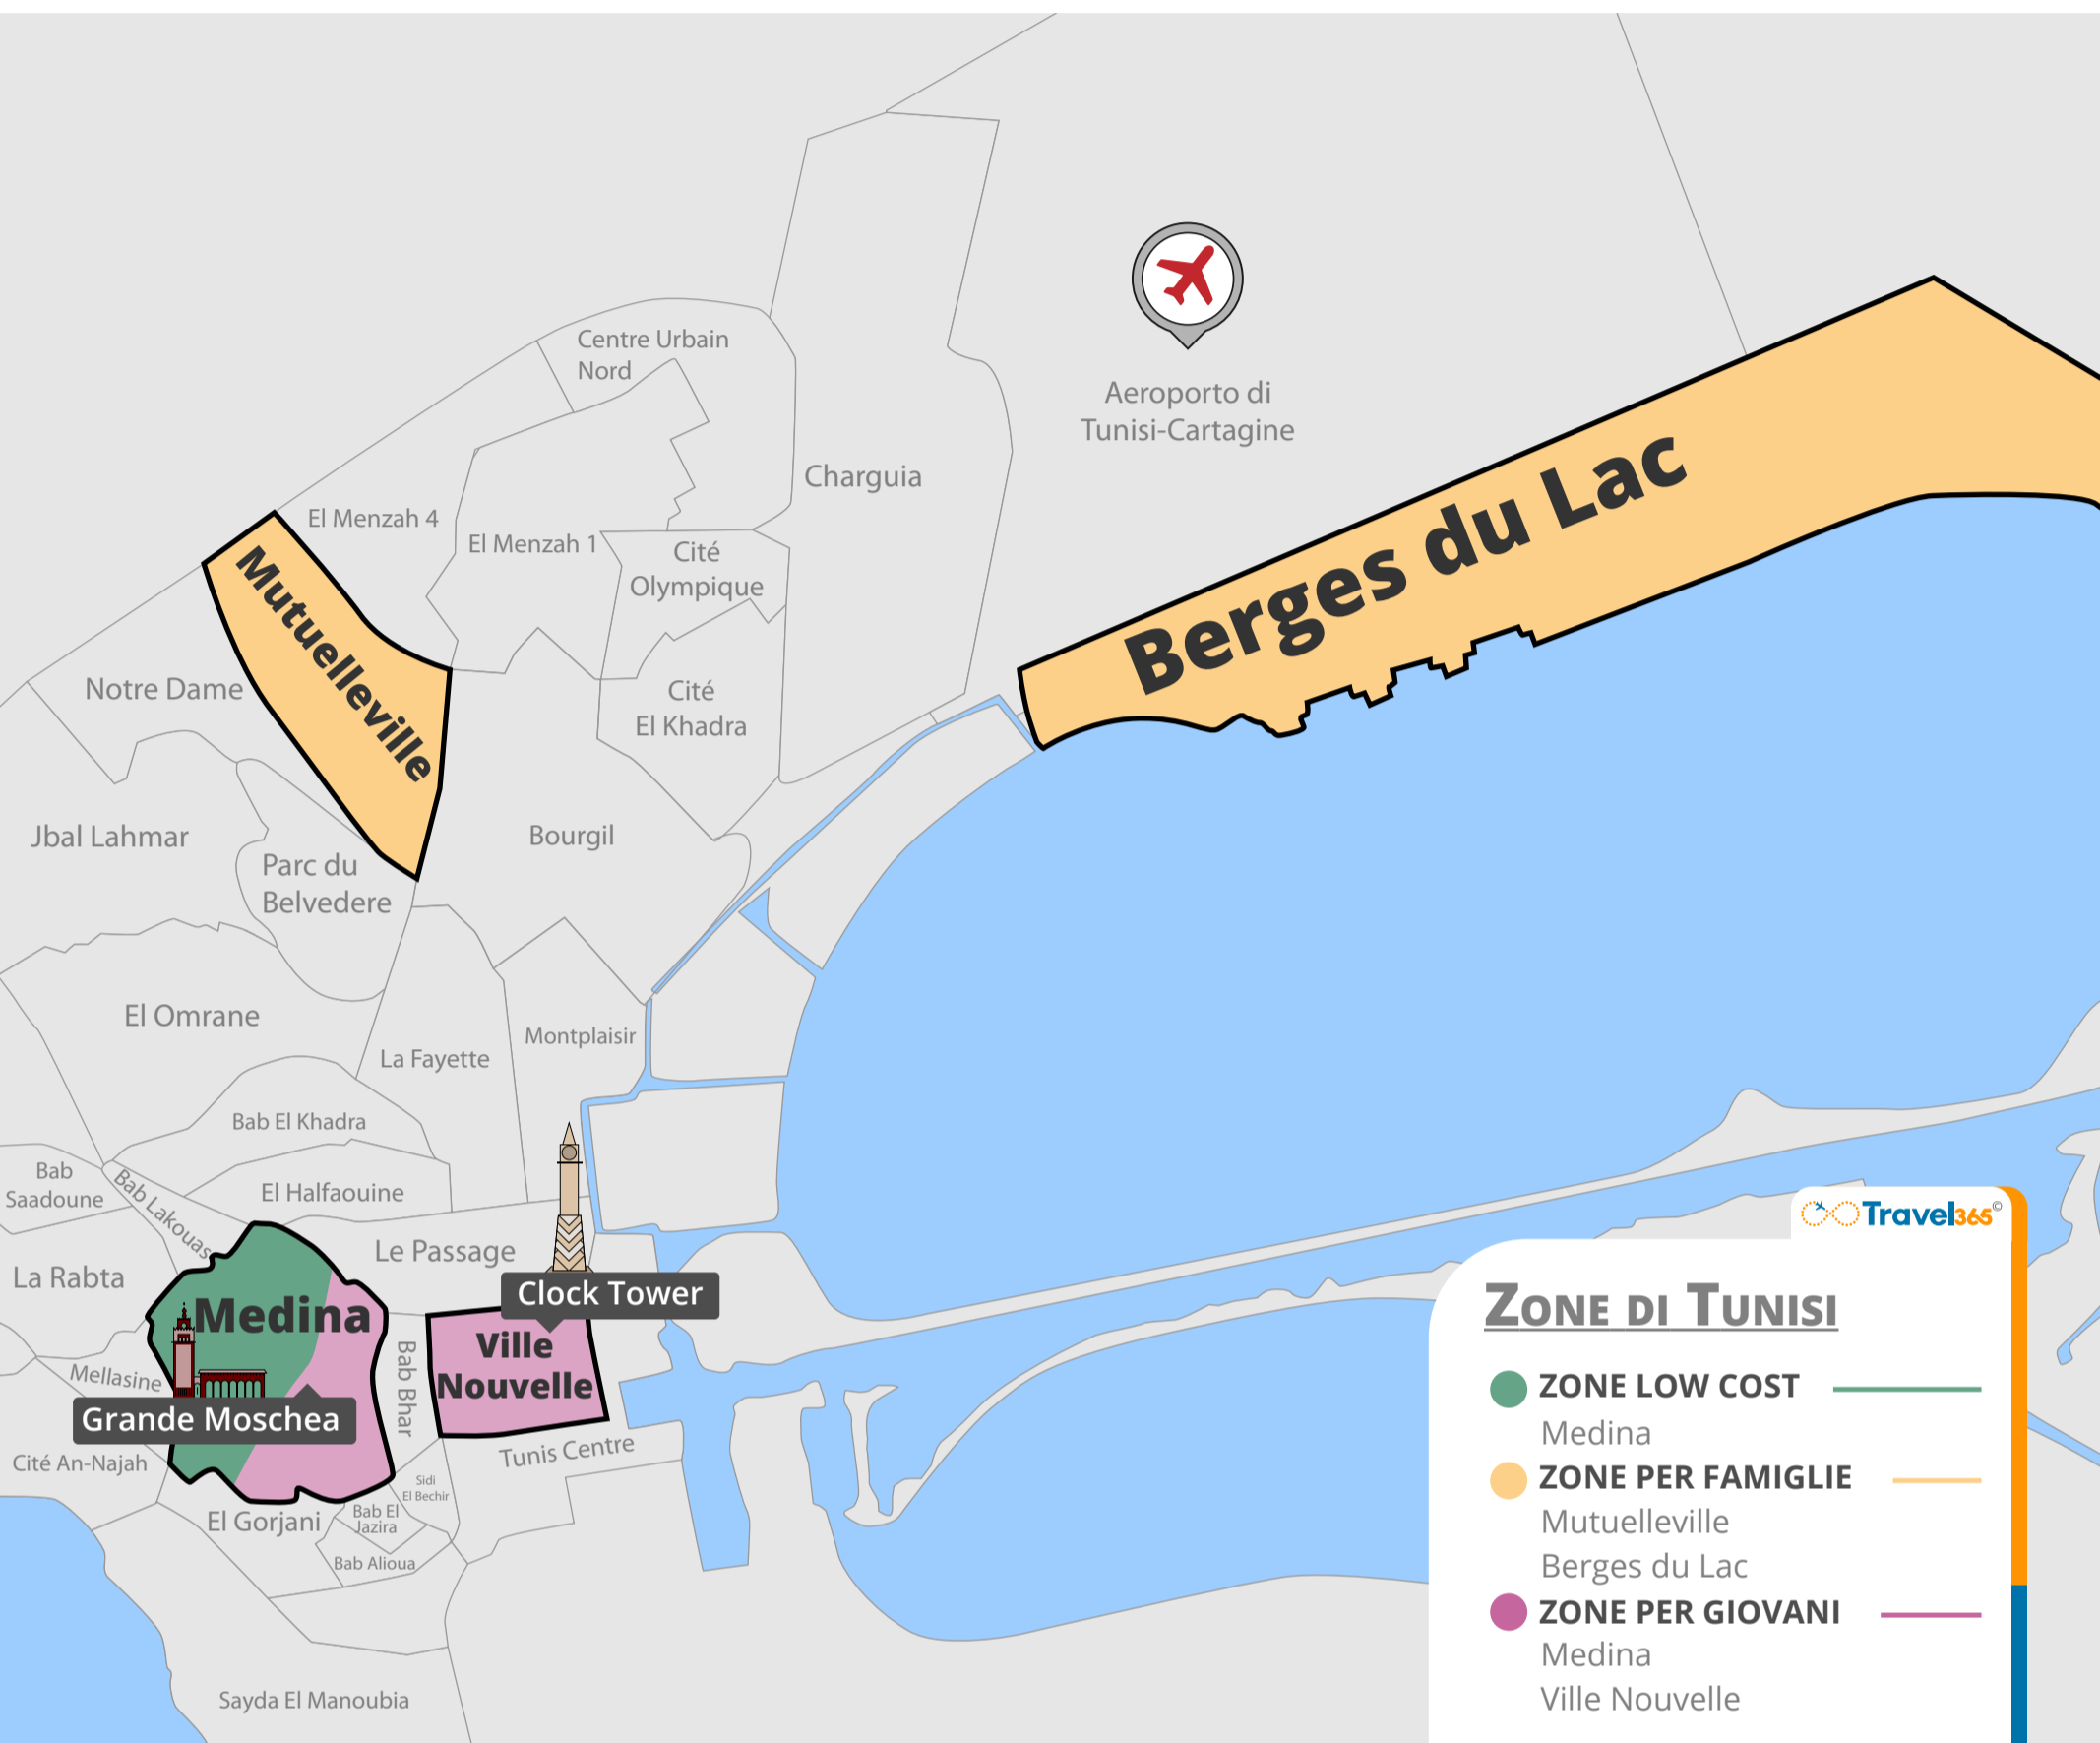 Centre Urbain
Nord
Aeroporto di
Tunisi-Cartagine
Berges du Lac
Charguia
El Menzah 4
El Menzah 1
Cité
Olympique
Mutuelleville
Notre Dame
Cité
El Khadra
Jbal Lahmar
Bourgil
Parc du
Belvedere
El Omrane
Montplaisir
La Fayette
Bab El Khadra
Bab
Saadoune
Bab Lakouas
El Halfaouine
Le Passage
La Rabta
Clock Tower
Medina
Ville
Nouvelle
Bab Bhar
Mellasine
Grande Moschea
Cité An-Najah
Tunis Centre
Sidi
El Bechir
Bab El
Jazira
El Gorjani
Bab Alioua
Sayda El Manoubia
Travel365©
ZONE DI TUNISI
ZONE LOW COST
Medina
ZONE PER FAMIGLIE
Mutuelleville
Berges du Lac
ZONE PER GIOVANI
Medina
Ville Nouvelle